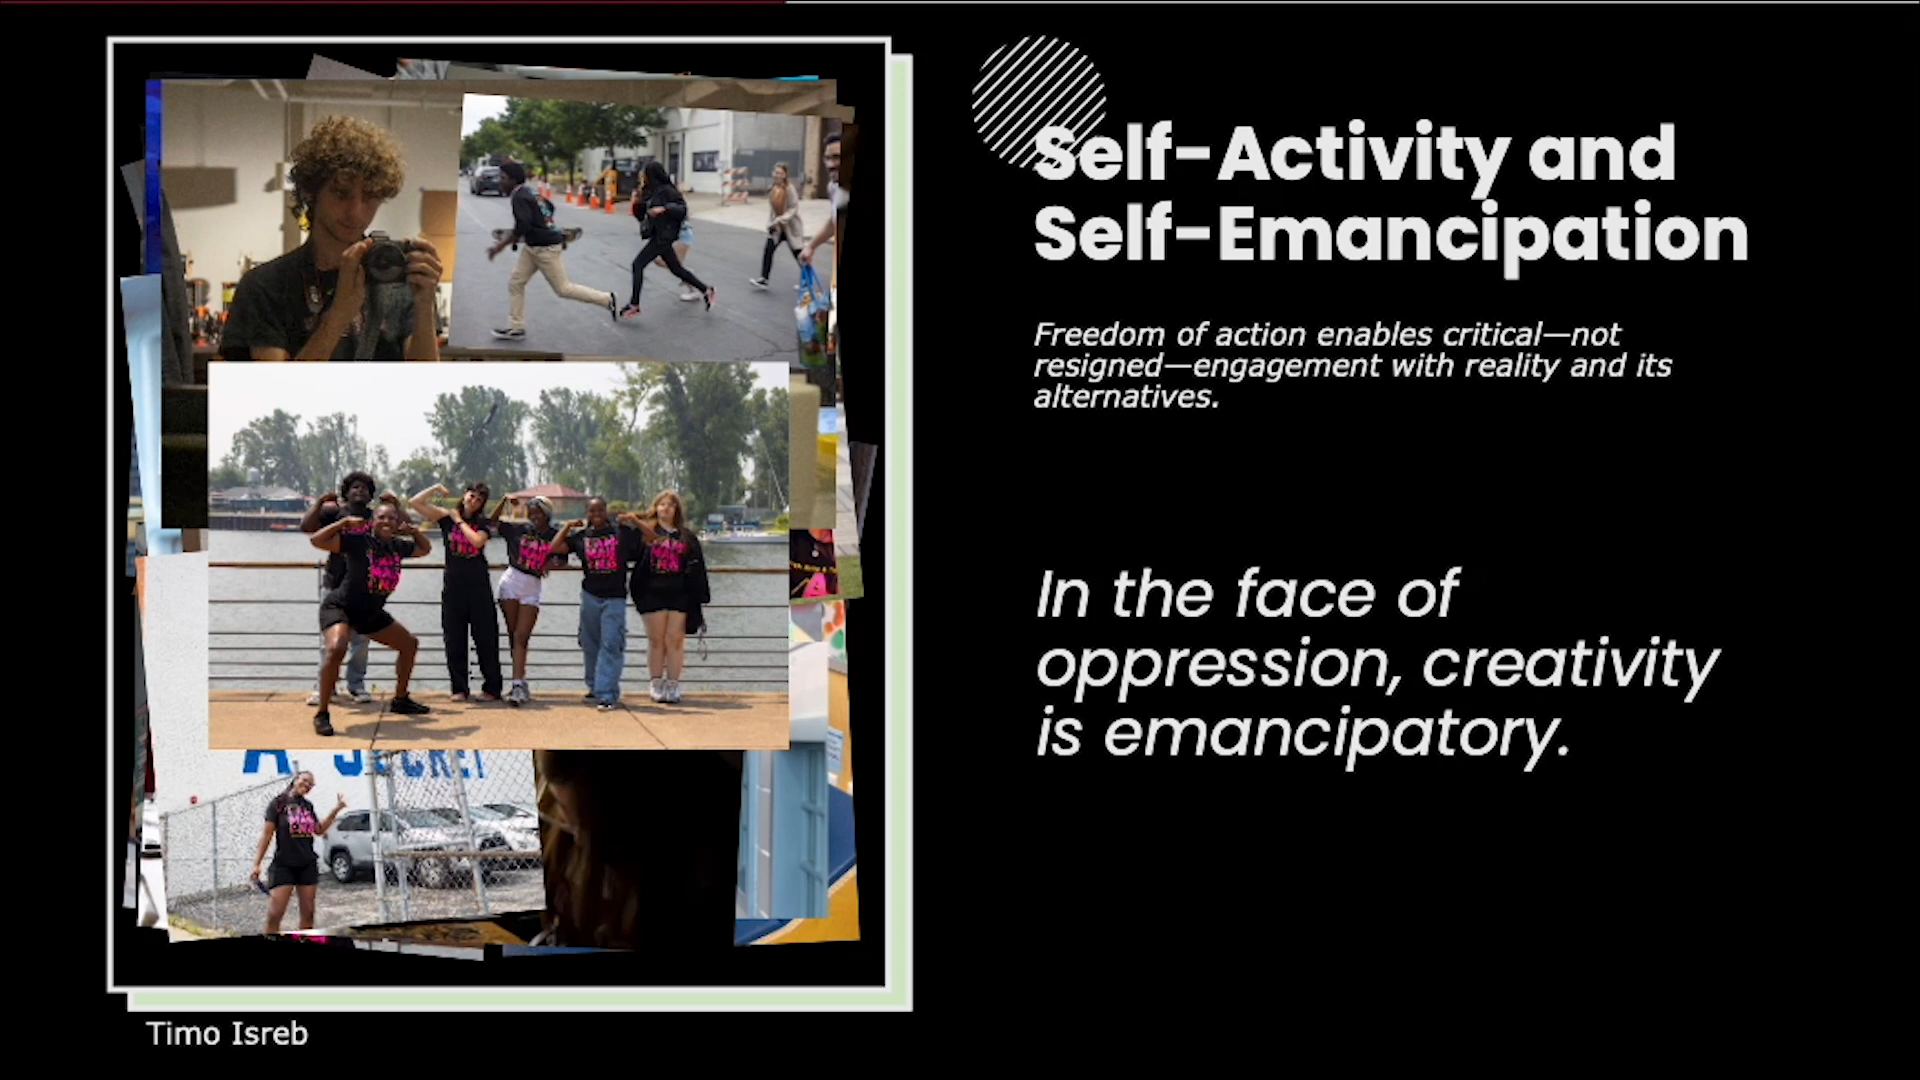 Self-Activity and
Self-Emancipation
Freedom of action enables critical—not
resigned—engagement with reality and its
alternatives.
In the face of
oppression, creativity
is emancipatory.
A SECRET
Timo Isreb